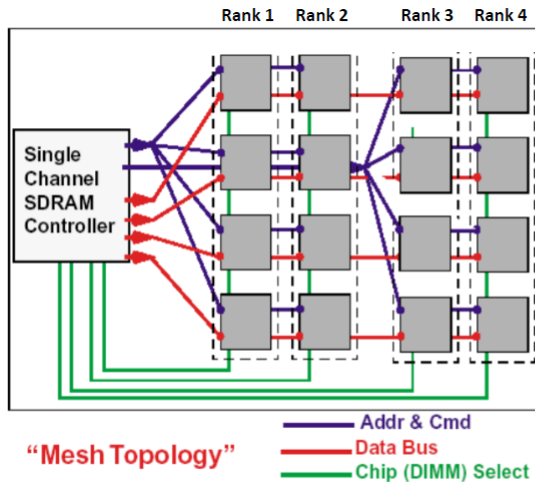 Rank 1 Rank 2 Rank 3 Rank 4
Single
Channel
SDRAM
Controller
Addr & Cmd
"Mesh Topology"
Data Bus
Chip (DIMM) Select